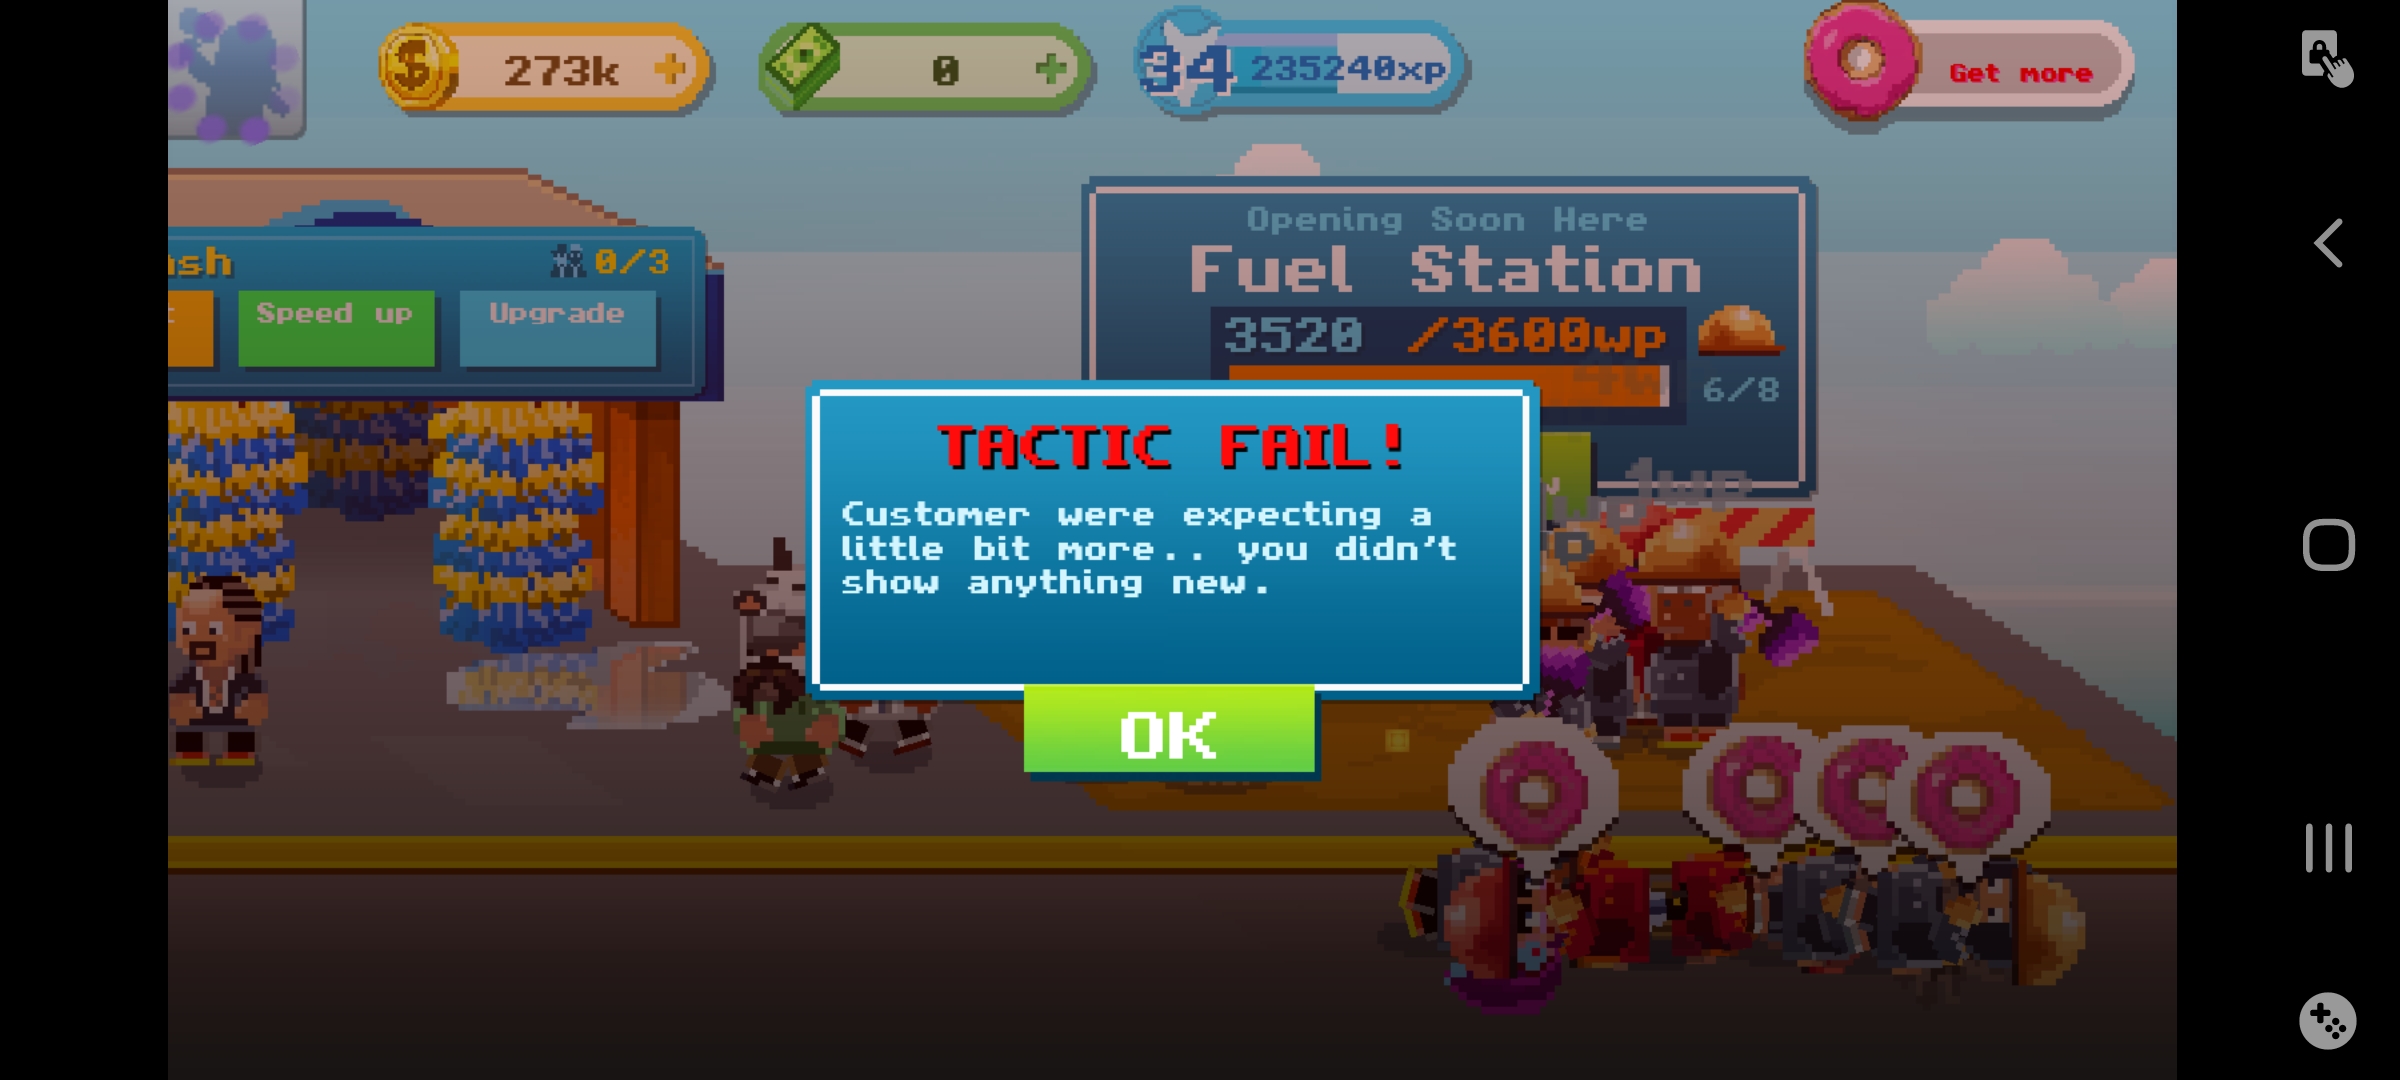 273k +
0 +
34 235240xp
Get more
Opening Soon Here
Fuel Station
3520 /3600wp
6/8
0/3
Speed up
Upgrade
TACTIC FAIL!
Customer were expecting a
little bit more.. you didn't
show anything new.
1wp
OK